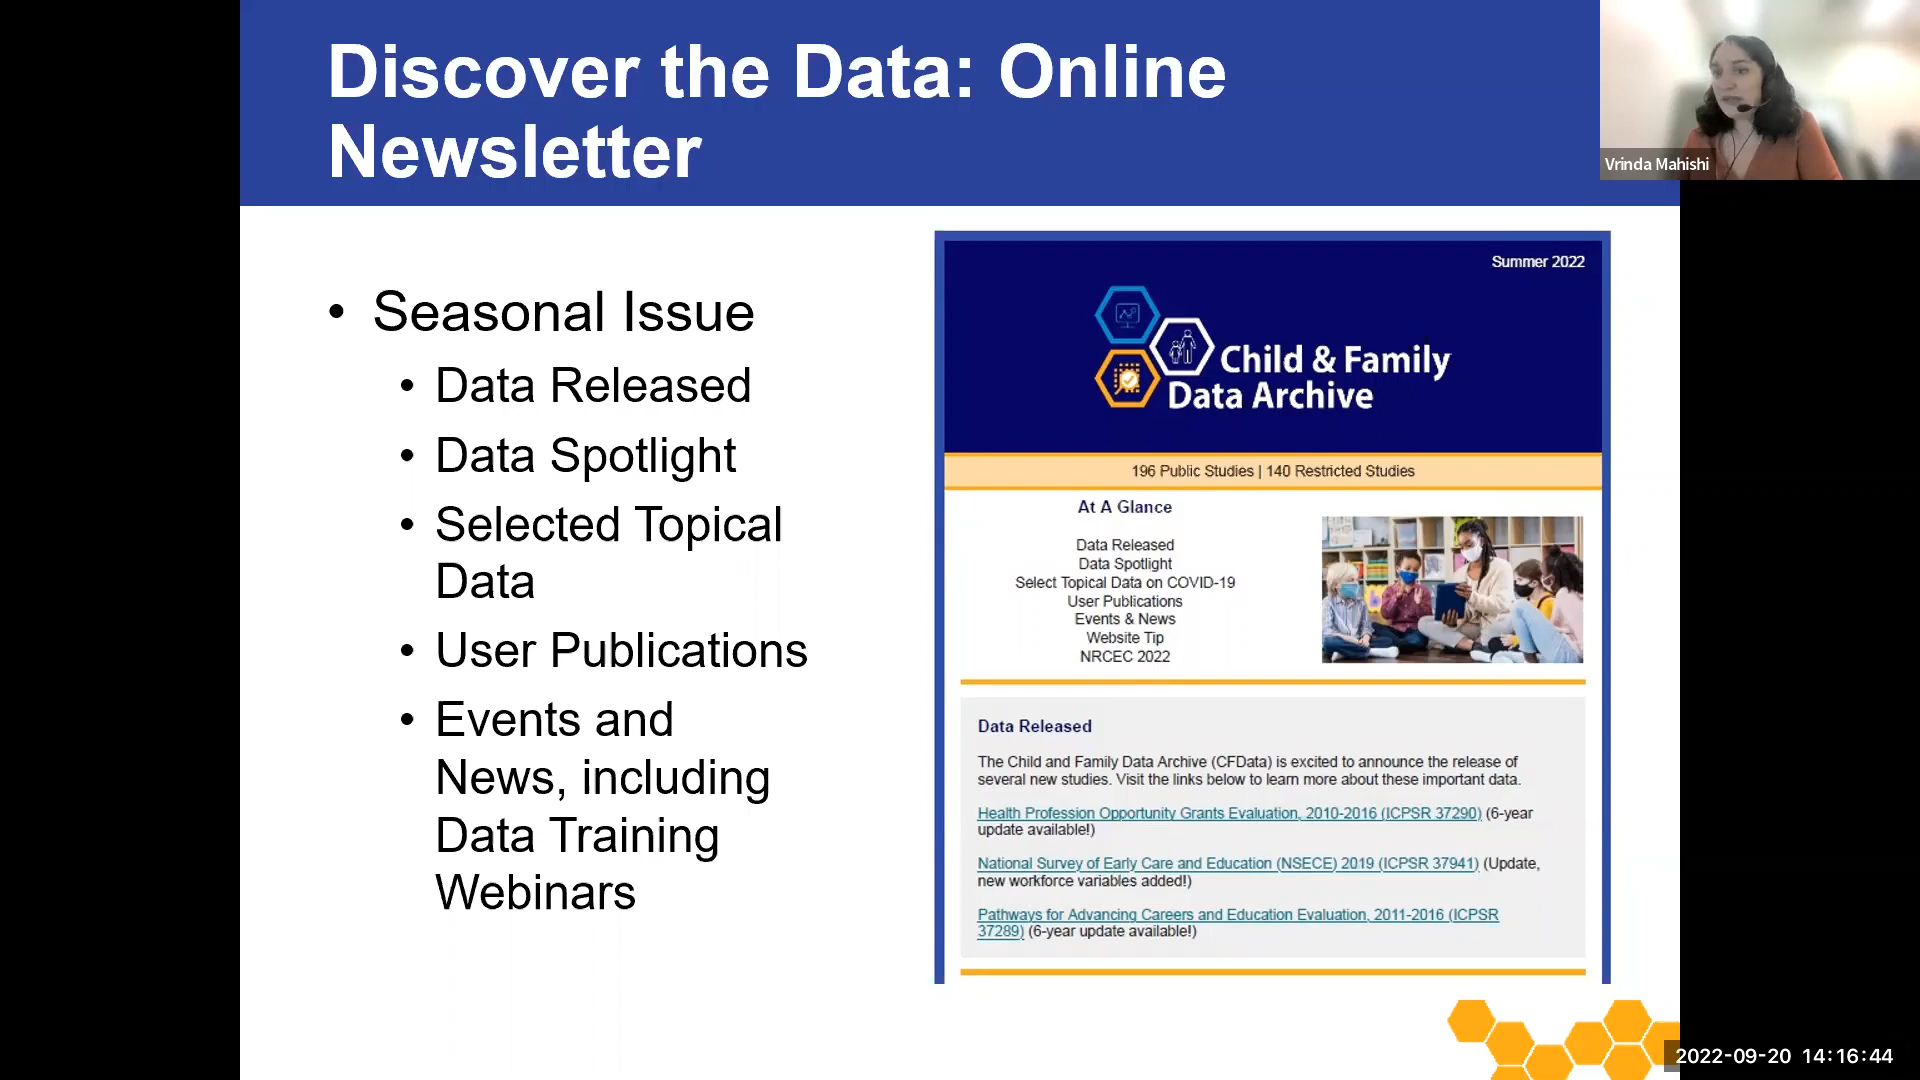 Discover the Data: Online
Newsletter
Vrinda Mahishi
• Seasonal Issue
• Data Released
• Data Spotlight
• Selected Topical
Data
• User Publications
• Events and
News, including
Data Training
Webinars
Summer 2022
Child & Family
Data Archive
196 Public Studies | 140 Restricted Studies
At A Glance
Data Released
Data Spotlight
Select Topical Data on COVID-19
User Publications
Events & News
Website Tip
NRCEC 2022
Data Released
The Child and Family Data Archive (CFData) is excited to announce the release of
several new studies. Visit the links below to learn more about these important data.
Health Profession Opportunity Grants Evaluation, 2010-2016 (ICPSR 37290) (6-year
update available!)
National Survey of Early Care and Education (NSECE) 2019 (ICPSR 37941) (Update,
new workforce variables added!)
Pathways for Advancing Careers and Education Evaluation, 2011-2016 (ICPSR
37289) (6-year update available!)
2022-09-20 14:16:44